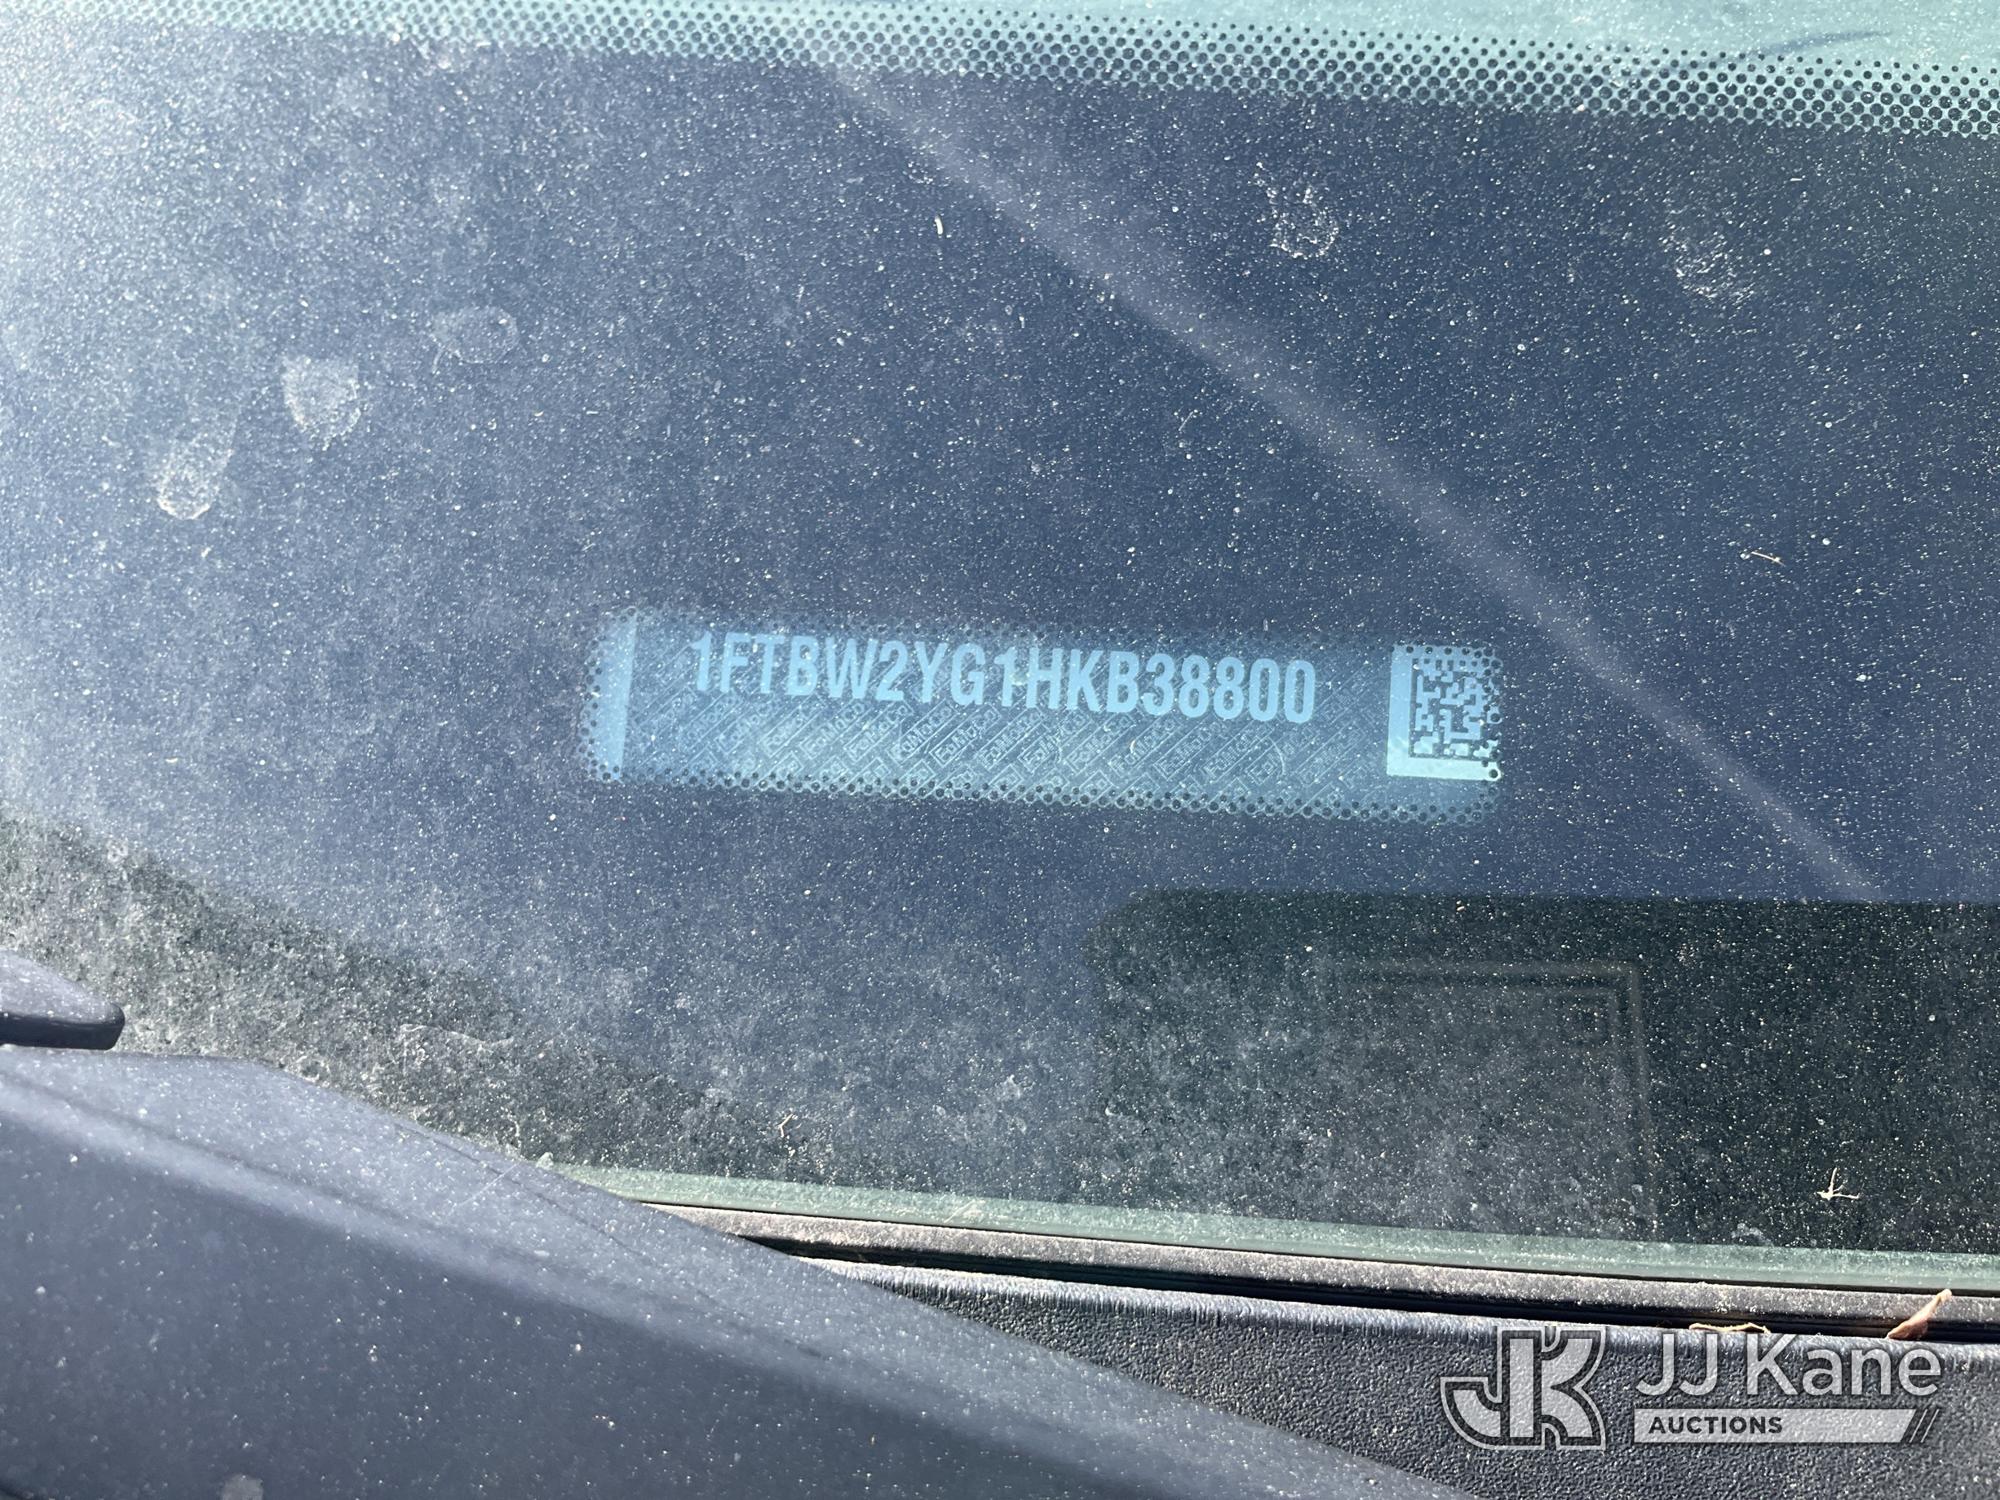 1FTBW2YG1HKB38800
JJ Kane
AUCTIONS